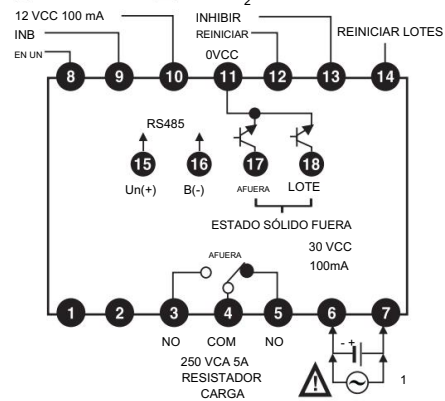 2
12 VCC 100 mA
INHIBIR
INB
REINICIAR
REINICIAR LOTES
EN UN
0VCC
8 9 10 11 12 13 14
RS485
15 16 17 18
Un(+) B(-) AFUERA LOTE
ESTADO SÓLIDO FUERA
30 VCC
100mA
AFUERA
1 2 3 4 5 6 7
NO COM NO
- +
250 VCA 5A
RESISTADOR
CARGA
1